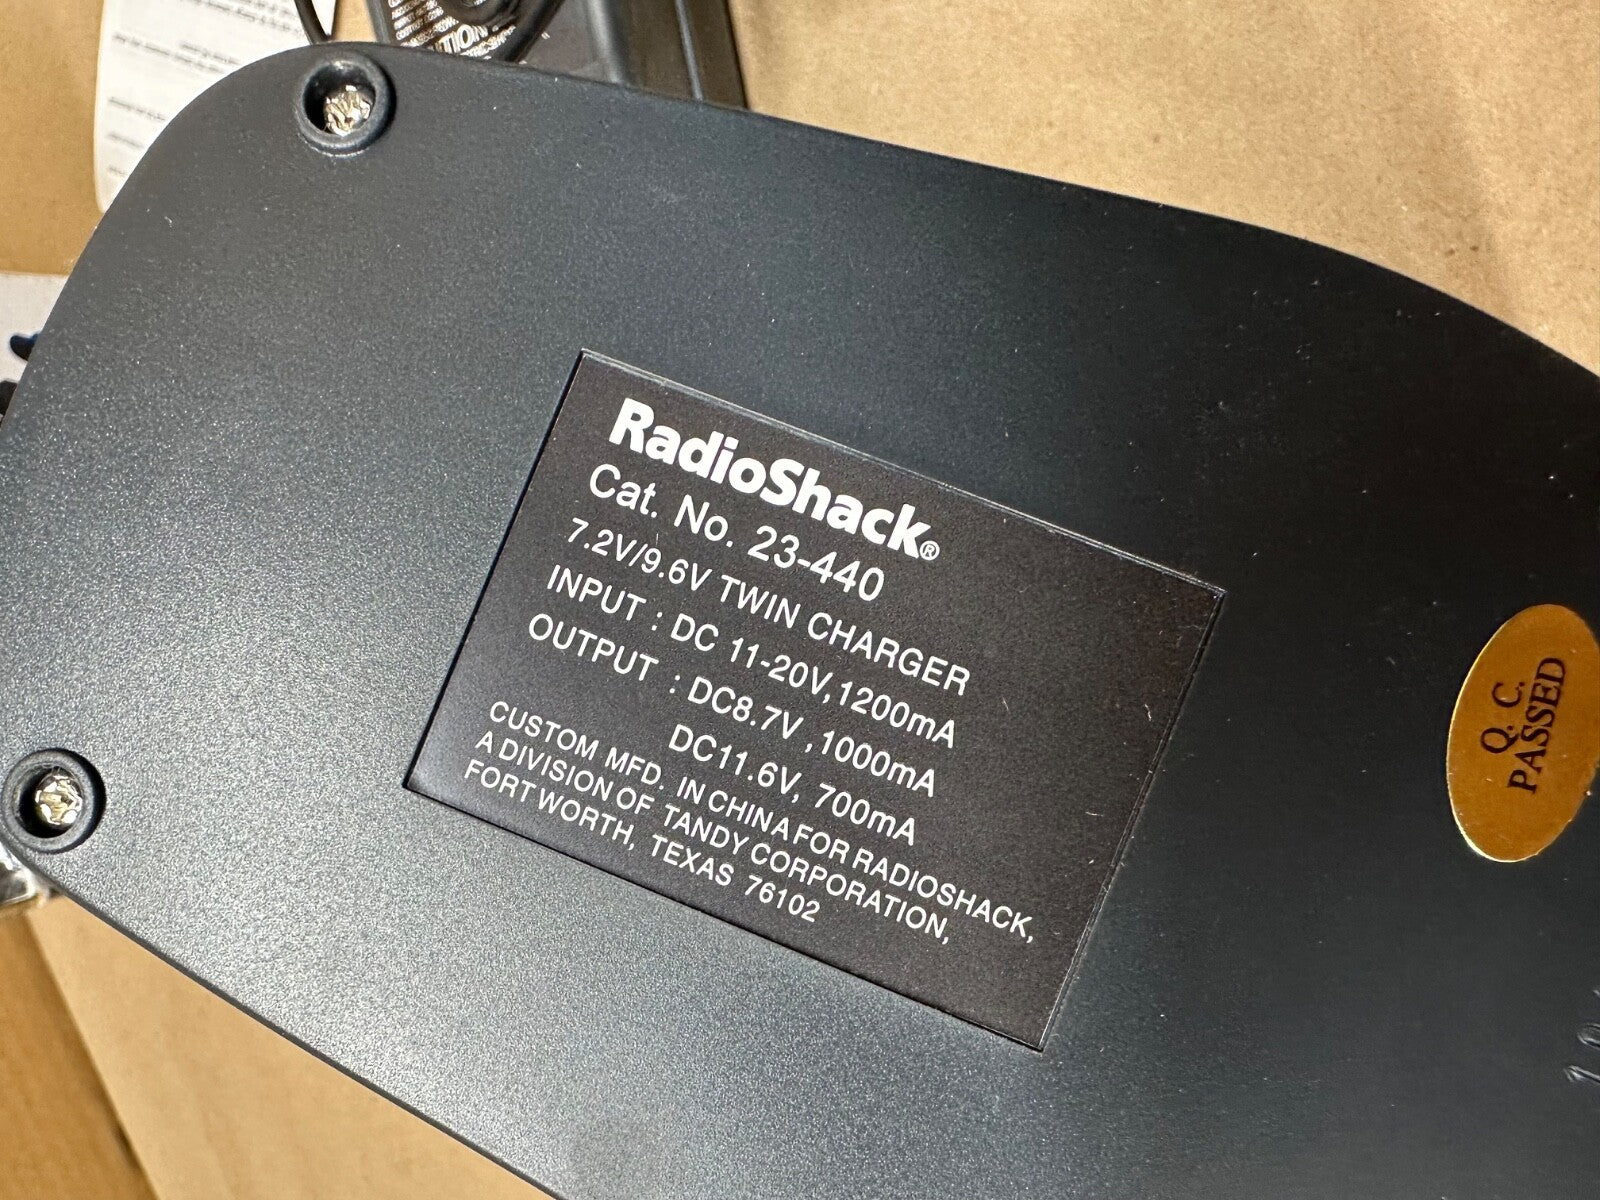 RadioShack®
Cat. No. 23-440
7.2V/9.6V TWIN CHARGER
INPUT : DC 11-20V, 1200mA
OUTPUT : DC8.7V , 1000mA
DC11.6V, 700mA
CUSTOM MFD. IN CHINA FOR RADIOSHACK,
A DIVISION OF TANDY CORPORATION,
FORT WORTH, TEXAS 76102
Q. C.
PASSED